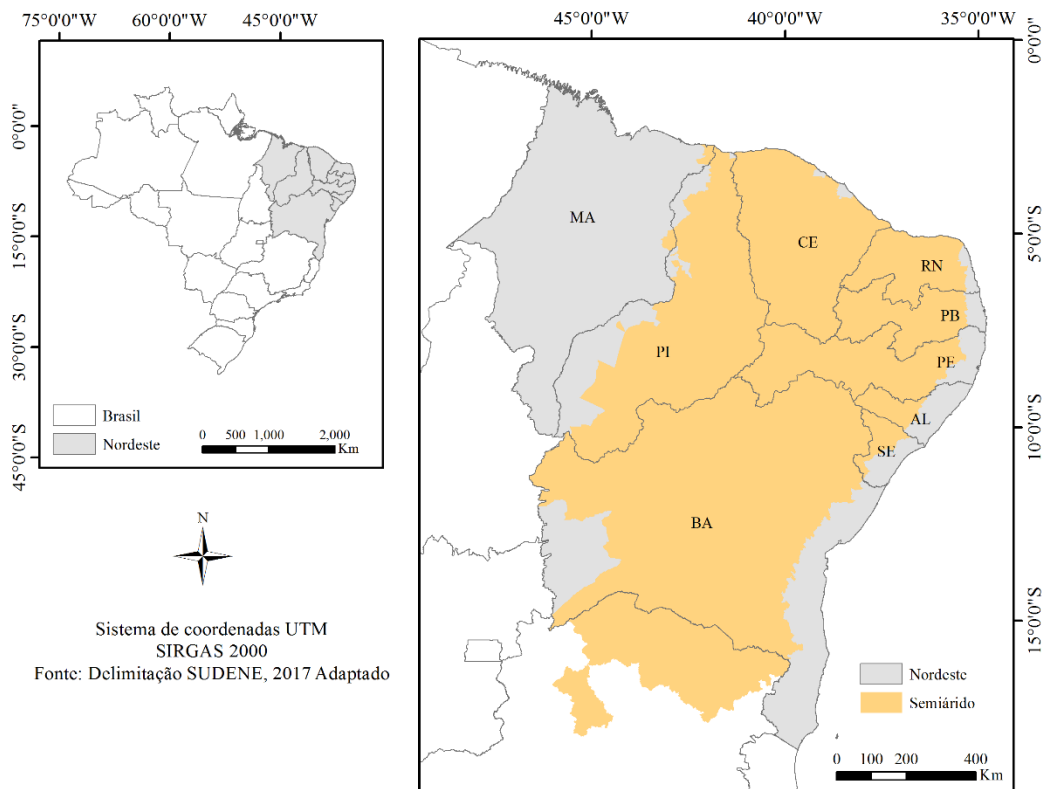 75°0'0"W 60°0'0"W 45°0'0"W
0°0'0"
15°0'0"S
30°0'0"S
45°0'0"S
Brasil
Nordeste
0 500 1,000 2,000
Km
N
Sistema de coordenadas UTM
SIRGAS 2000
Fonte: Delimitação SUDENE, 2017 Adaptado
45°0'0"W 40°0'0"W 35°0'0"W
0°0'0"
5°0'0"S
10°0'0"S
15°0'0"S
MA
CE
RN
PB
PI
PE
AL
SE
BA
Nordeste
Semiárido
0 100 200 400
Km